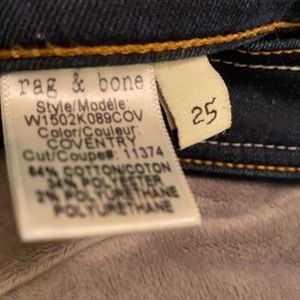 rag & bone
Style/Modèle:
W1502K089COV
Color/Couleur:
COVENTRY
Cut/Coupe#: 11374
64% COTTON/COTON
34% POLYESTER
2% POLYURETHANE
POLYURETHANE
25